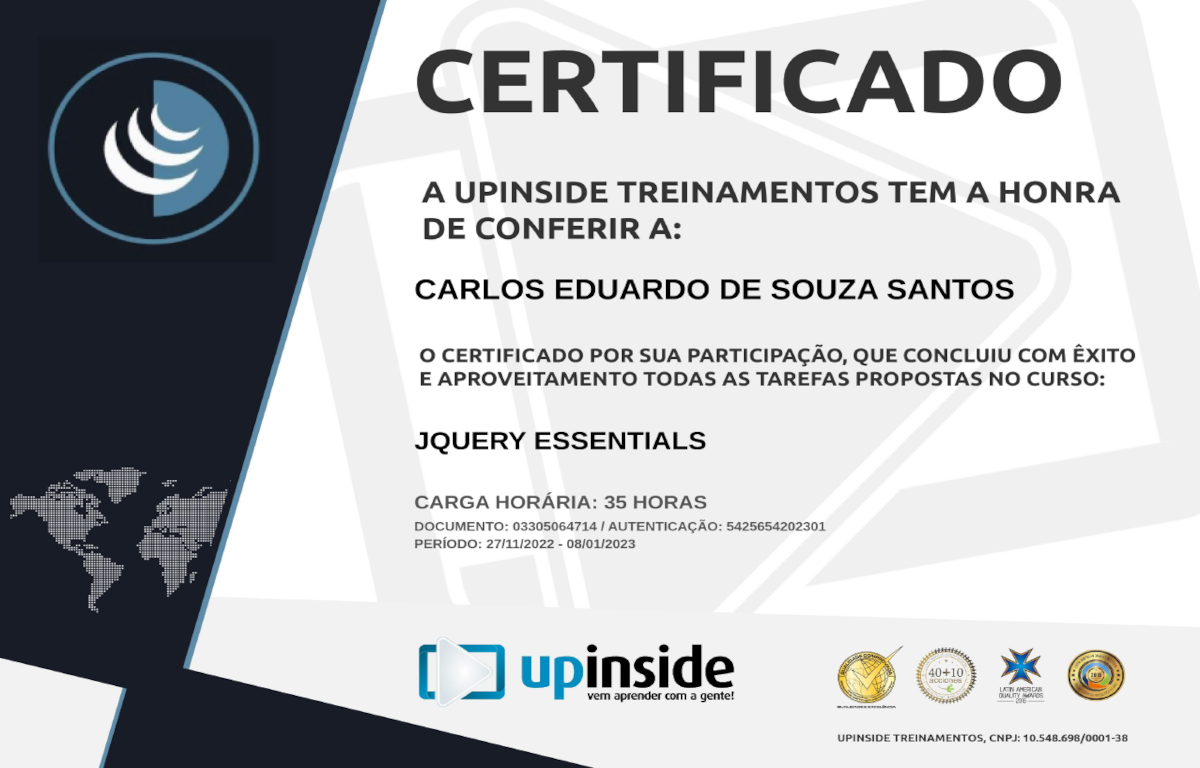 CERTIFICADO
A UPINSIDE TREINAMENTOS TEM A HONRA
DE CONFERIR A:
CARLOS EDUARDO DE SOUZA SANTOS
O CERTIFICADO POR SUA PARTICIPAÇÃO, QUE CONCLUIU COM ÊXITO
E APROVEITAMENTO TODAS AS TAREFAS PROPOSTAS NO CURSO:
JQUERY ESSENTIALS
CARGA HORÁRIA: 35 HORAS
DOCUMENTO: 03305064714 / AUTENTICAÇÃO: 5425654202301
PERÍODO: 27/11/2022 - 08/01/2023
upinside
vem aprender com a gente!
40+10
acciones
LATIN AMERICAN
QUALITY AWARDS
UPINSIDE TREINAMENTOS, CNPJ: 10.548.698/0001-38